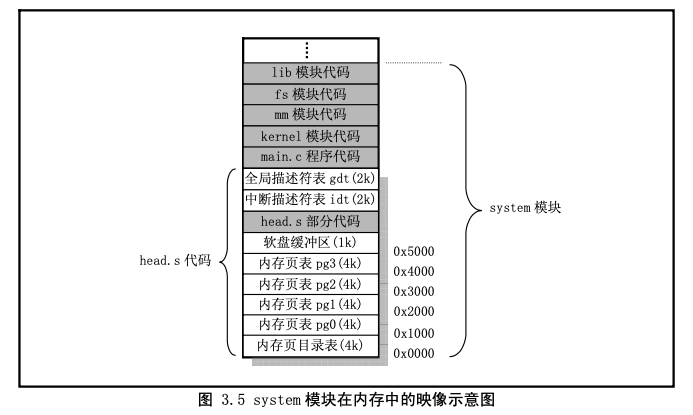 ⋮
lib 模块代码
fs 模块代码
mm 模块代码
kernel 模块代码
main.c 程序代码
全局描述符表 gdt(2k)
中断描述符表 idt(2k)
head.s 部分代码
软盘缓冲区(1k)
内存页表 pg3(4k)
内存页表 pg2(4k)
内存页表 pg1(4k)
内存页表 pg0(4k)
内存页目录表(4k)
head.s 代码
0x5000
0x4000
0x3000
0x2000
0x1000
0x0000
system 模块
图 3.5 system 模块在内存中的映像示意图